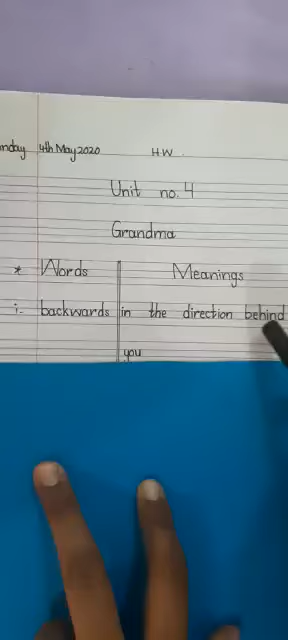 4th May 2020 H.W.
Unit no. 4
Grandma
* Words Meanings
i- backwards in the direction behind
you